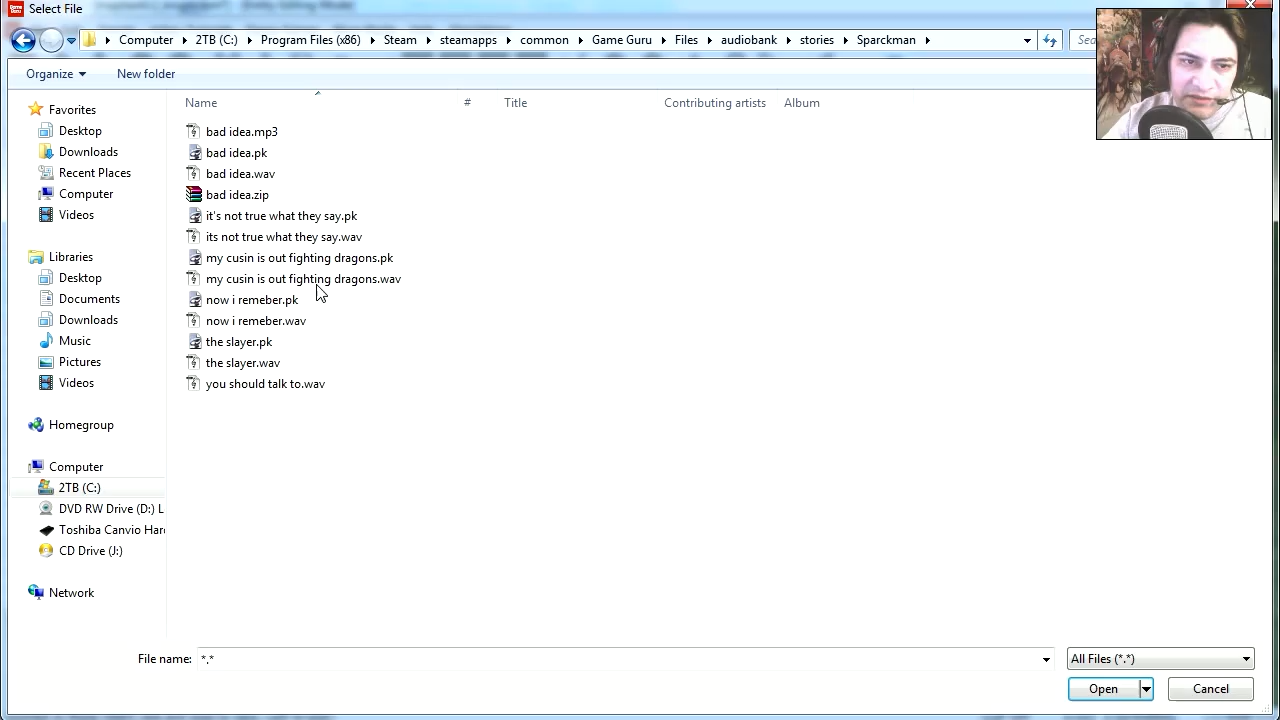 Select File
Computer 2TB (C:) Program Files (x86) Steam steamapps common Game Guru Files audiobank stories Sparckman
Organize New folder
Name # Title Contributing artists Album
Favorites
Desktop
Downloads
Recent Places
Computer
Videos
Libraries
Desktop
Documents
Downloads
Music
Pictures
Videos
Homegroup
Computer
2TB (C:)
DVD RW Drive (D:) L
Toshiba Canvio Har
CD Drive (J:)
Network
bad idea.mp3
bad idea.pk
bad idea.wav
bad idea.zip
it's not true what they say.pk
its not true what they say.wav
my cusin is out fighting dragons.pk
my cusin is out fighting dragons.wav
now i remeber.pk
now i remeber.wav
the slayer.pk
the slayer.wav
you should talk to.wav
File name: *.* All Files (*.*)
Open Cancel